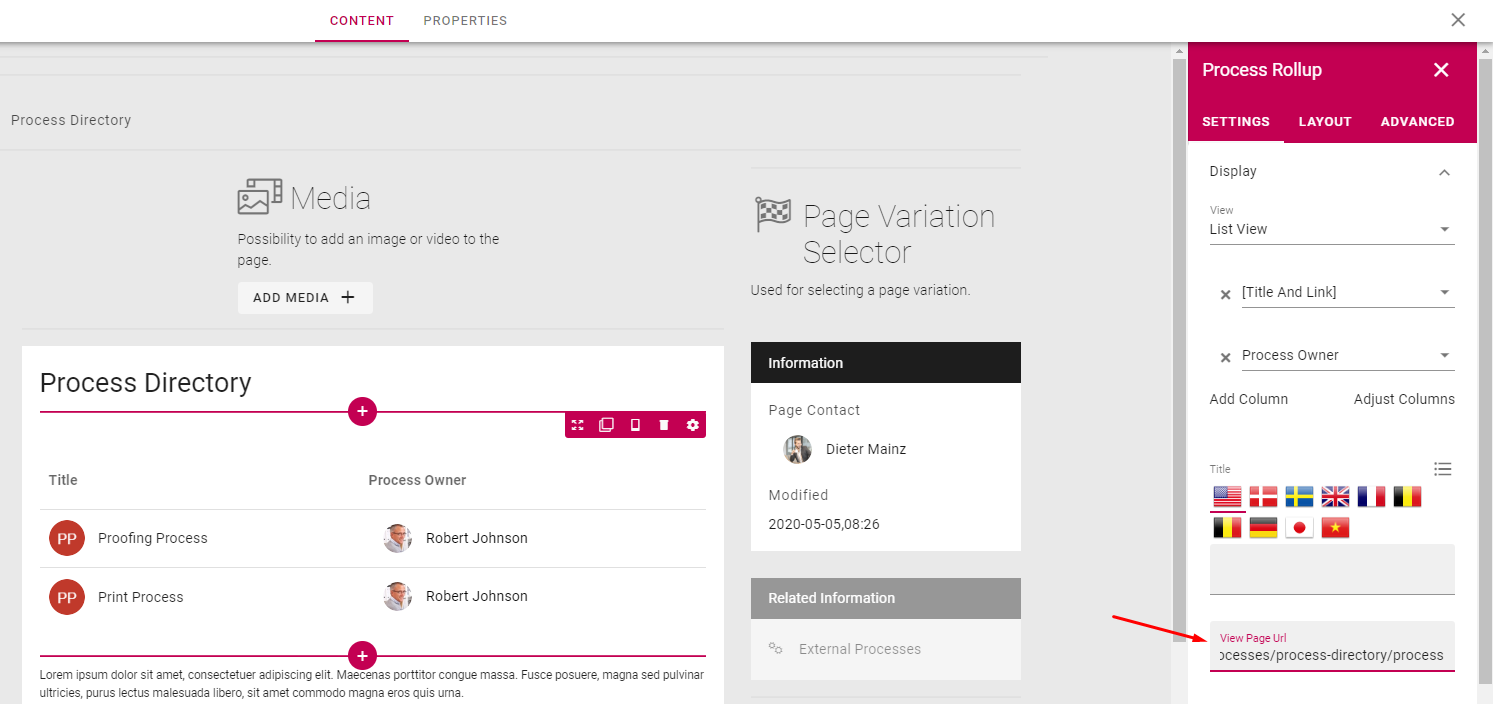 CONTENT
PROPERTIES
Process Directory
Media
Possibility to add an image or video to the
page.
ADD MEDIA
Page Variation
Selector
Used for selecting a page variation.
Process Directory
Title
Process Owner
PP
Proofing Process
Robert Johnson
PP
Print Process
Robert Johnson
Lorem ipsum dolor sit amet, consectetuer adipiscing elit. Maecenas porttitor congue massa. Fusce posuere, magna sed pulvinar
ultricies, purus lectus malesuada libero, sit amet commodo magna eros quis urna.
Information
Page Contact
Dieter Mainz
Modified
2020-05-05,08:26
Related Information
External Processes
Process Rollup
SETTINGS
LAYOUT
ADVANCED
Display
View
List View
[Title And Link]
Process Owner
Add Column
Adjust Columns
Title
View Page Url
ocesses/process-directory/process